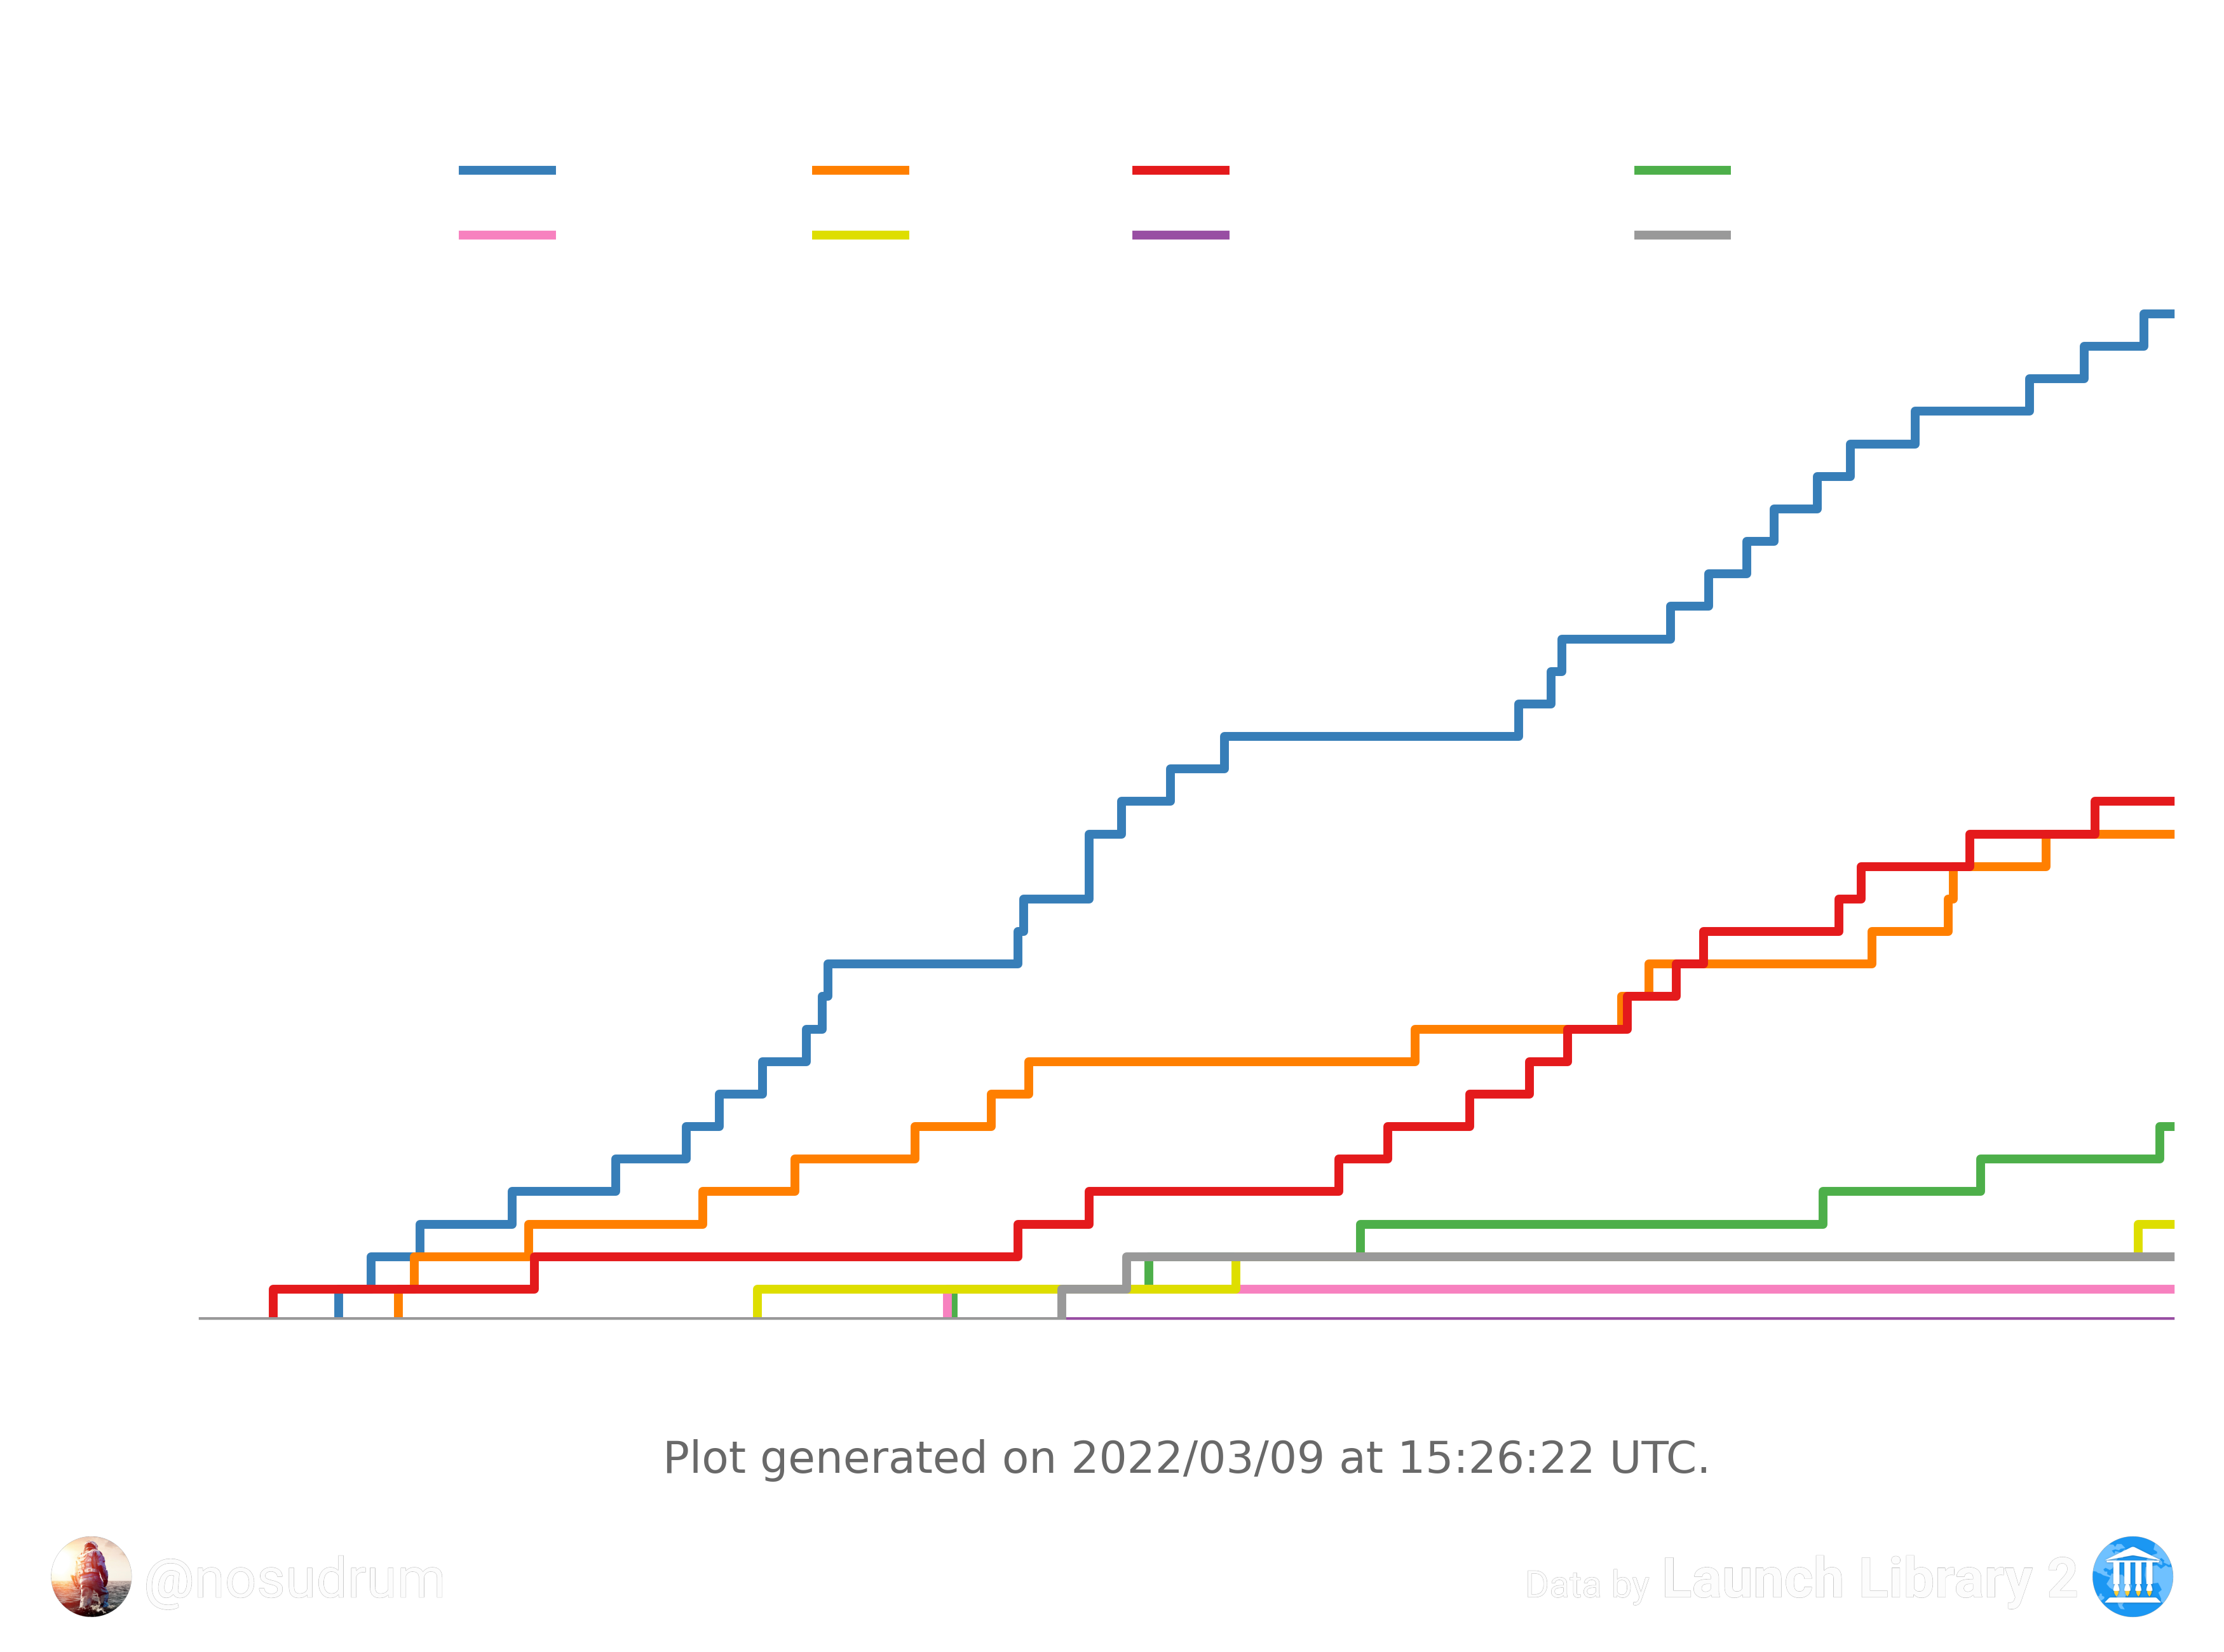 Plot generated on 2022/03/09 at 15:26:22 UTC.
@nosudrum
Data by Launch Library 2